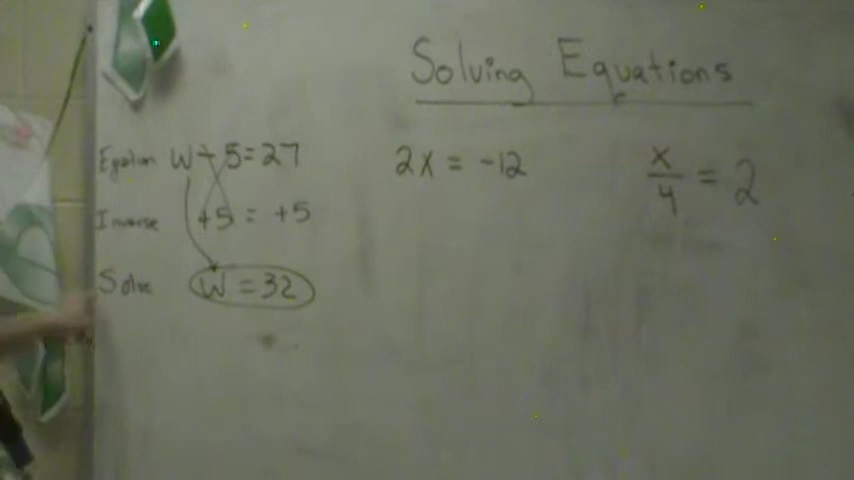 Solving Equations
Equation W - 5 = 27
Inverse +5 = +5
Solve W = 32
2x = -12
x/4 = 2